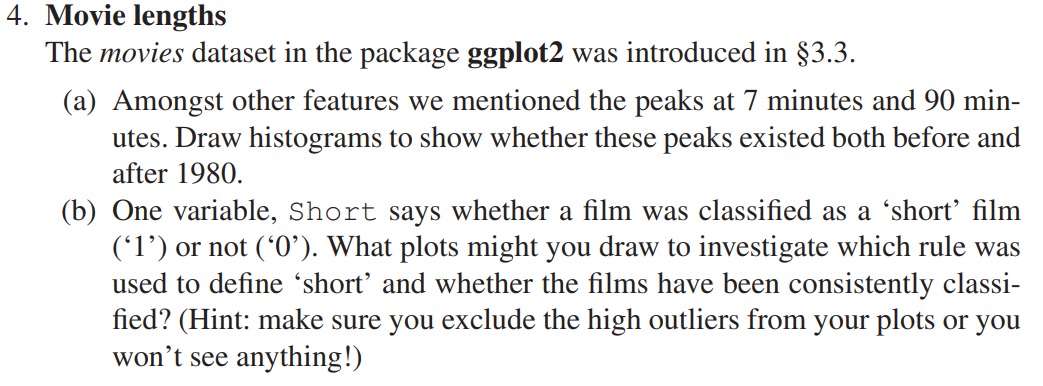 4. Movie lengths
The movies dataset in the package ggplot2 was introduced in §3.3.
(a) Amongst other features we mentioned the peaks at 7 minutes and 90 min-
utes. Draw histograms to show whether these peaks existed both before and
after 1980.
(b) One variable, Short says whether a film was classified as a ‘short’ film
(‘1’) or not (‘0’). What plots might you draw to investigate which rule was
used to define ‘short’ and whether the films have been consistently classi-
fied? (Hint: make sure you exclude the high outliers from your plots or you
won’t see anything!)